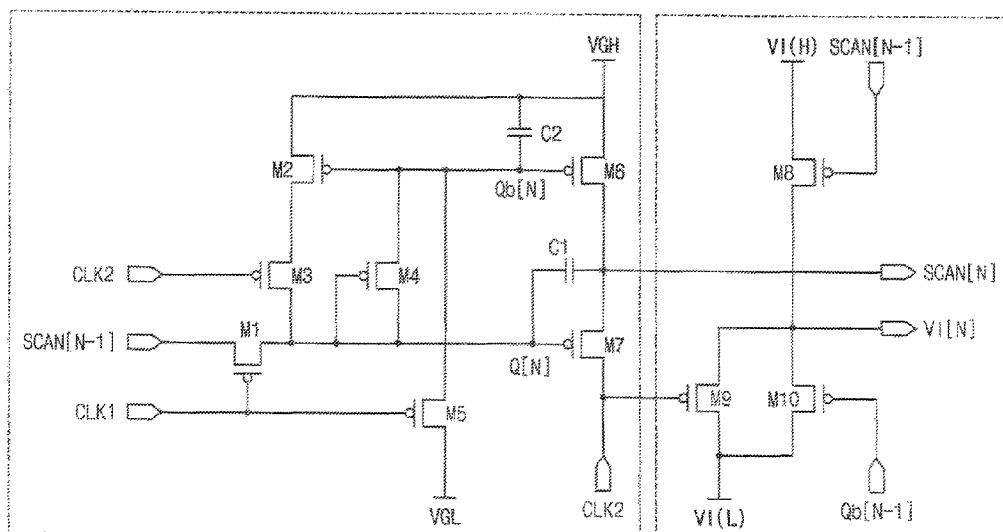 VGH
VI(H) SCAN[N-1]
C2
M2
M6
M8
Qb[N]
C1
CLK2
M3
M4
SCAN[N]
M1
VI[N]
SCAN[N-1]
M7
Q[N]
CLK1
M5
M9
M10
VGL
CLK2
VI(L)
Qb[N-1]